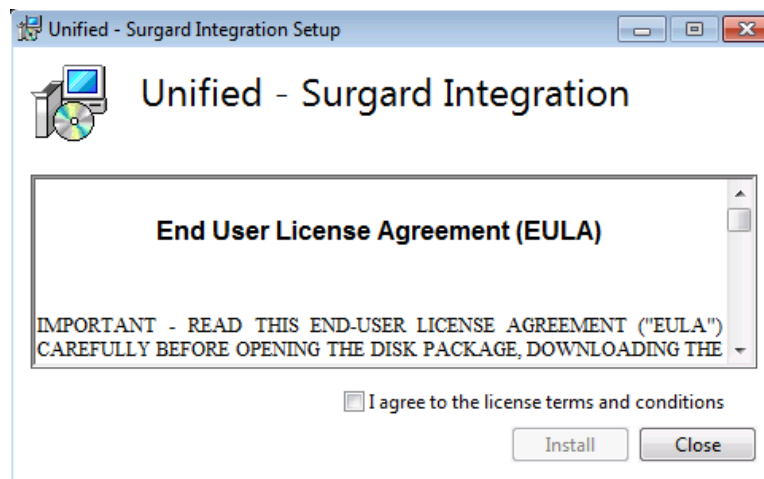 Unified - Surgard Integration Setup
Unified - Surgard Integration
End User License Agreement (EULA)
IMPORTANT - READ THIS END-USER LICENSE AGREEMENT ("EULA")
CAREFULLY BEFORE OPENING THE DISK PACKAGE, DOWNLOADING THE
I agree to the license terms and conditions
Install
Close